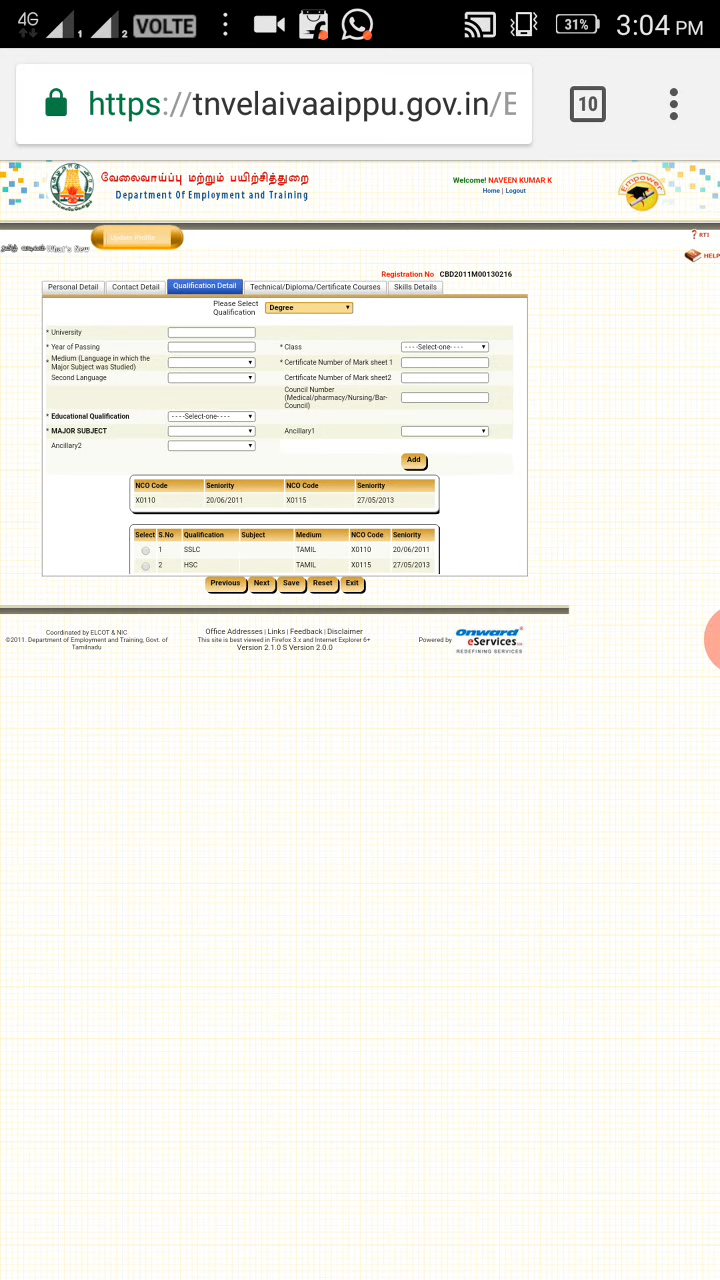 4G 1 2 VOLTE 31% 3:04 PM
https://tnvelaivaaippu.gov.in/E 10
வேலைவாய்ப்பு மற்றும் பயிற்சித்துறை
Department Of Employment and Training
Welcome! NAVEEN KUMAR K
Home | Logout
Empower
Update Profile
What's New
? RTI
HELP
Registration No CBD2011M00130216
Personal Detail Contact Detail Qualification Detail Technical/Diploma/Certificate Courses Skills Details
Please Select Qualification Degree
* University
* Year of Passing * Class ----Select-one----
* Medium (Language in which the Major Subject was Studied) * Certificate Number of Mark sheet 1
Second Language Certificate Number of Mark sheet2
Council Number (Medical/pharmacy/Nursing/Bar-Council)
* Educational Qualification ----Select-one----
* MAJOR SUBJECT Ancillary1
Ancillary2
Add
NCO Code Seniority NCO Code Seniority
X0110 20/06/2011 X0115 27/05/2013
Select S.No Qualification Subject Medium NCO Code Seniority
1 SSLC TAMIL X0110 20/06/2011
2 HSC TAMIL X0115 27/05/2013
Previous Next Save Reset Exit
Coordinated by ELCOT & NIC
©2011. Department of Employment and Training, Govt. of Tamilnadu
Office Addresses | Links | Feedback | Disclaimer
This site is best viewed in Firefox 3.x and Internet Explorer 6+
Version 2.1.0 S Version 2.0.0
Powered by Onward eServices
REDEFINING SERVICES